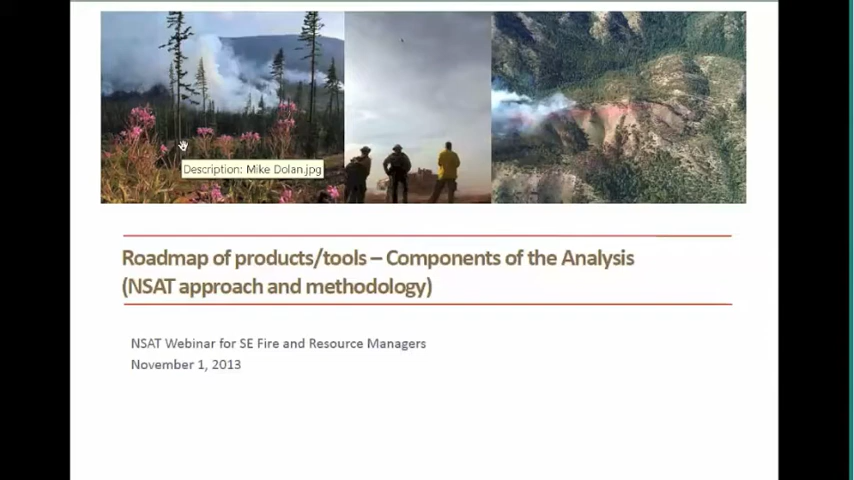 Description: Mike Dolan.jpg
Roadmap of products/tools – Components of the Analysis
(NSAT approach and methodology)
NSAT Webinar for SE Fire and Resource Managers
November 1, 2013